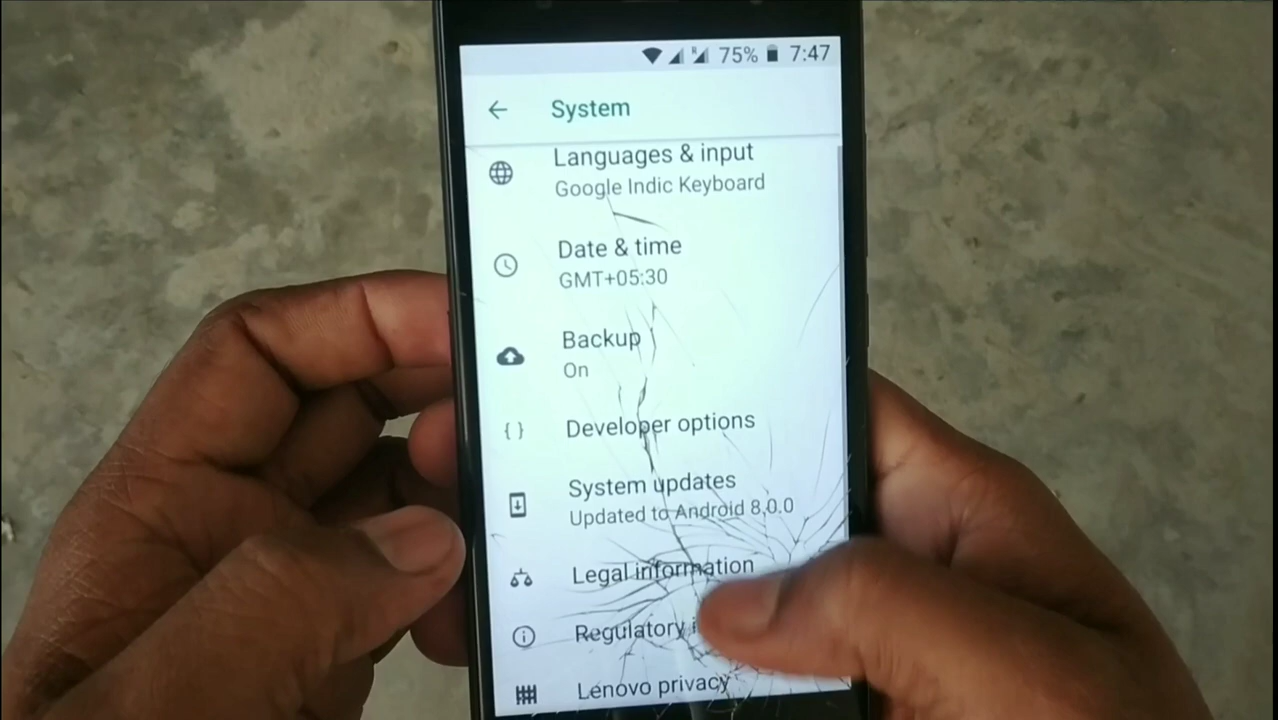 R 75% 7:47
System
Languages & input
Google Indic Keyboard
Date & time
GMT+05:30
Backup
On
{ } Developer options
System updates
Updated to Android 8.0.0
Legal information
Regulatory
Lenovo privacy